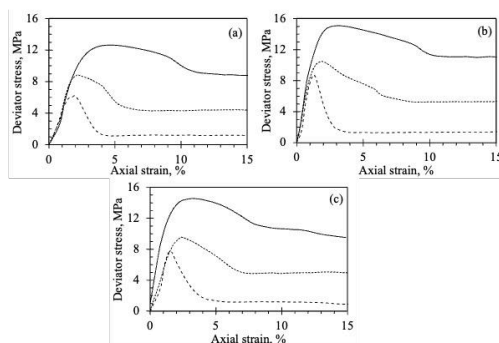 (a)
Deviator stress, MPa
16
12
8
4
0
0 5 10 15
Axial strain, %
(b)
Deviator stress, MPa
16
12
8
4
0
0 5 10 15
Axial strain, %
(c)
Deviator stress, MPa
16
12
8
4
0
0 5 10 15
Axial strain, %